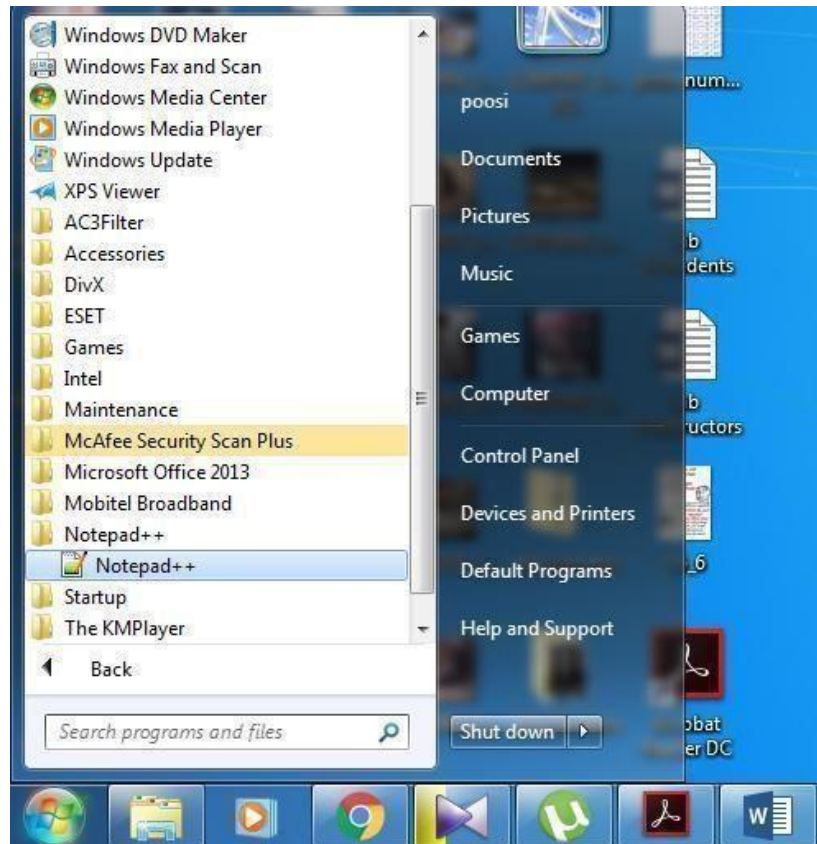 Windows DVD Maker
Windows Fax and Scan
Windows Media Center
Windows Media Player
Windows Update
XPS Viewer
AC3Filter
Accessories
DivX
ESET
Games
Intel
Maintenance
McAfee Security Scan Plus
Microsoft Office 2013
Mobitel Broadband
Notepad++
Notepad++
Startup
The KMPlayer
Back
Search programs and files
poosi
Documents
Pictures
Music
Games
Computer
Control Panel
Devices and Printers
Default Programs
Help and Support
Shut down
num...
dents
uctors
_6
er DC
W